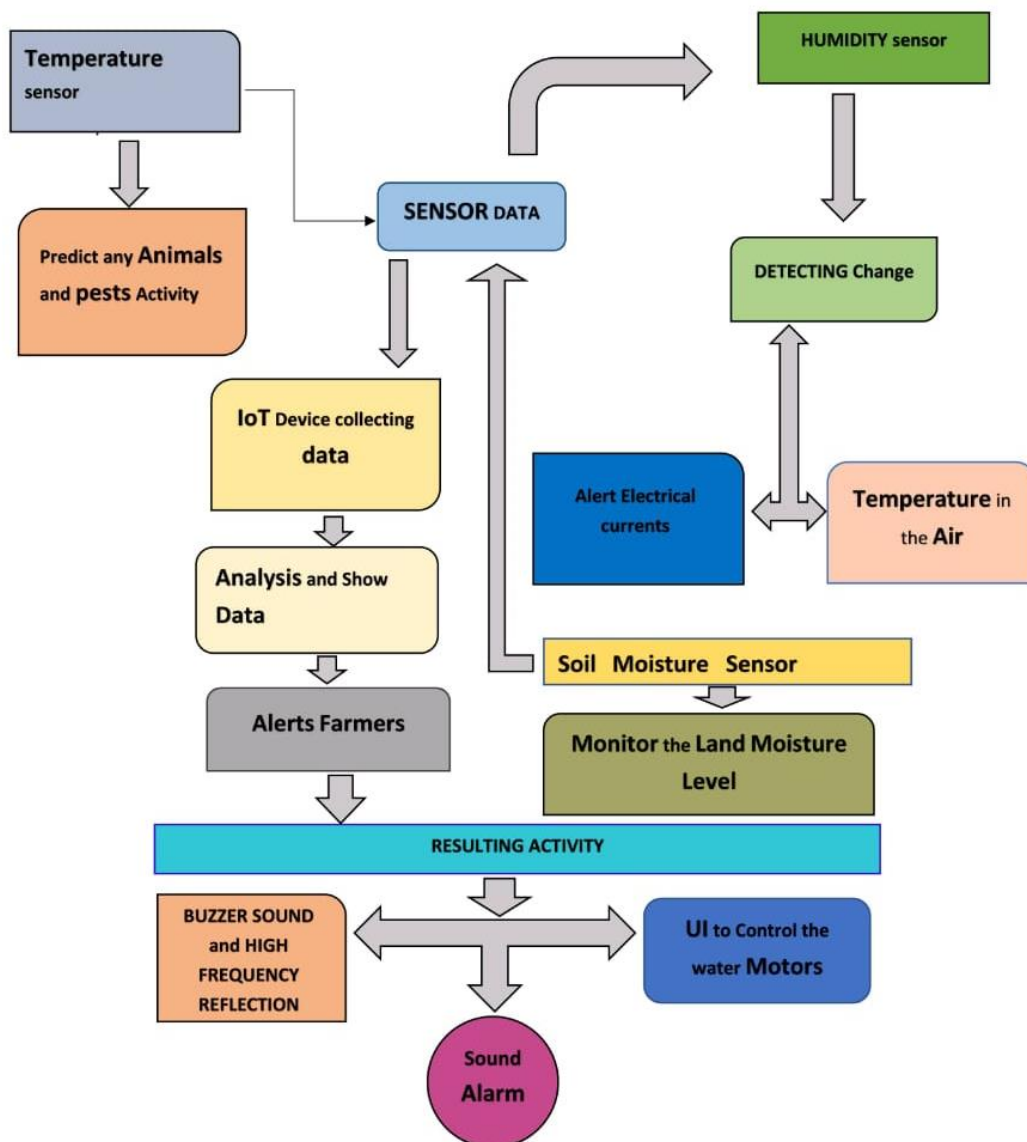 Temperature
sensor
HUMIDITY sensor
SENSOR DATA
Predict any Animals
and pests Activity
DETECTING Change
IoT Device collecting
data
Alert Electrical
currents
Temperature in
the Air
Analysis and Show
Data
Soil Moisture Sensor
Alerts Farmers
Monitor the Land Moisture
Level
RESULTING ACTIVITY
BUZZER SOUND
and HIGH
FREQUENCY
REFLECTION
UI to Control the
water Motors
Sound
Alarm